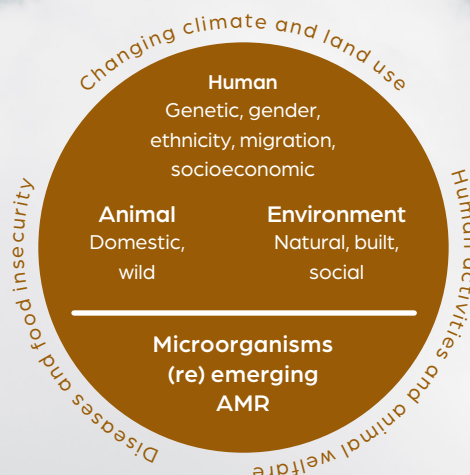 Changing climate and land use
Human
Genetic, gender,
ethnicity, migration,
socioeconomic
Animal
Domestic,
wild
Environment
Natural, built,
social
Microorganisms
(re) emerging
AMR
Human activities and animal welfare
Diseases and food insecurity